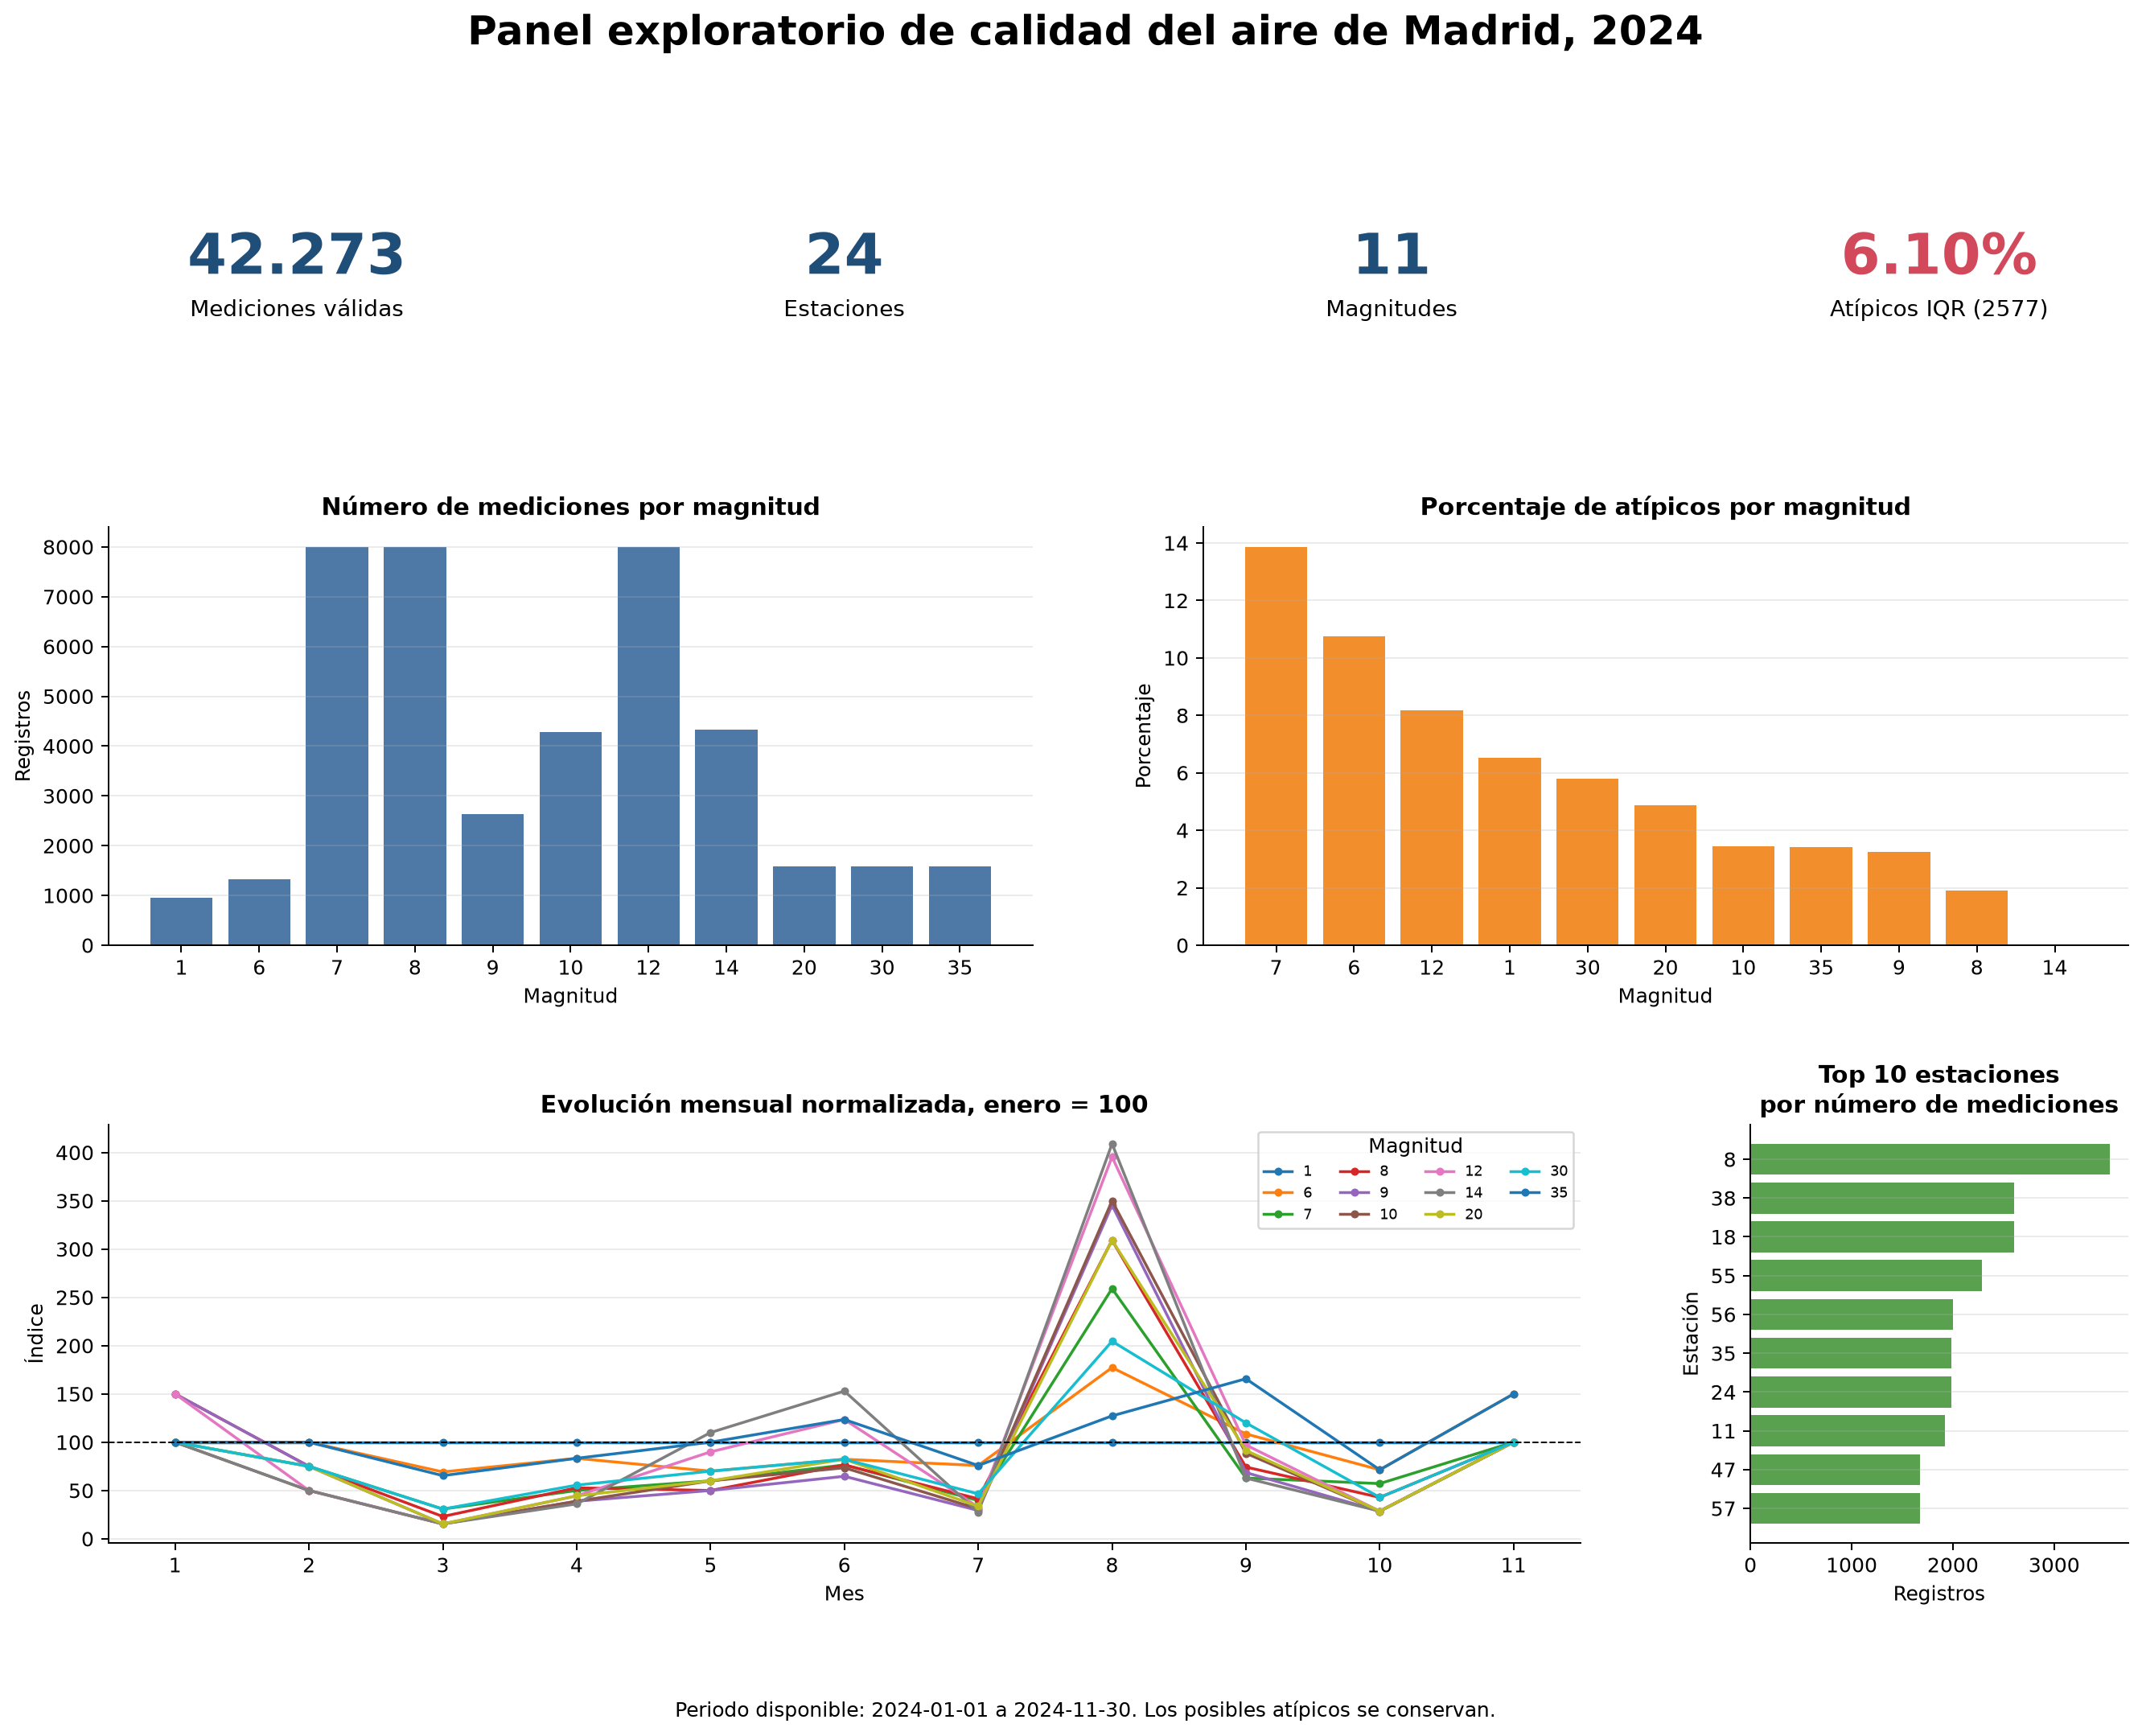 Panel exploratorio de calidad del aire de Madrid, 2024
42.273
Mediciones válidas
24
Estaciones
11
Magnitudes
6.10%
Atípicos IQR (2577)
Número de mediciones por magnitud
Registros
8000
7000
6000
5000
4000
3000
2000
1000
0
1 6 7 8 9 10 12 14 20 30 35
Magnitud
Porcentaje de atípicos por magnitud
Porcentaje
14
12
10
8
6
4
2
0
7 6 12 1 30 20 10 35 9 8 14
Magnitud
Evolución mensual normalizada, enero = 100
Índice
400
350
300
250
200
150
100
50
0
1 2 3 4 5 6 7 8 9 10 11
Mes
Magnitud
1 8 12 30
6 9 14 35
7 10 20
Top 10 estaciones
por número de mediciones
Estación
8
38
18
55
56
35
24
11
47
57
0 1000 2000 3000
Registros
Periodo disponible: 2024-01-01 a 2024-11-30. Los posibles atípicos se conservan.